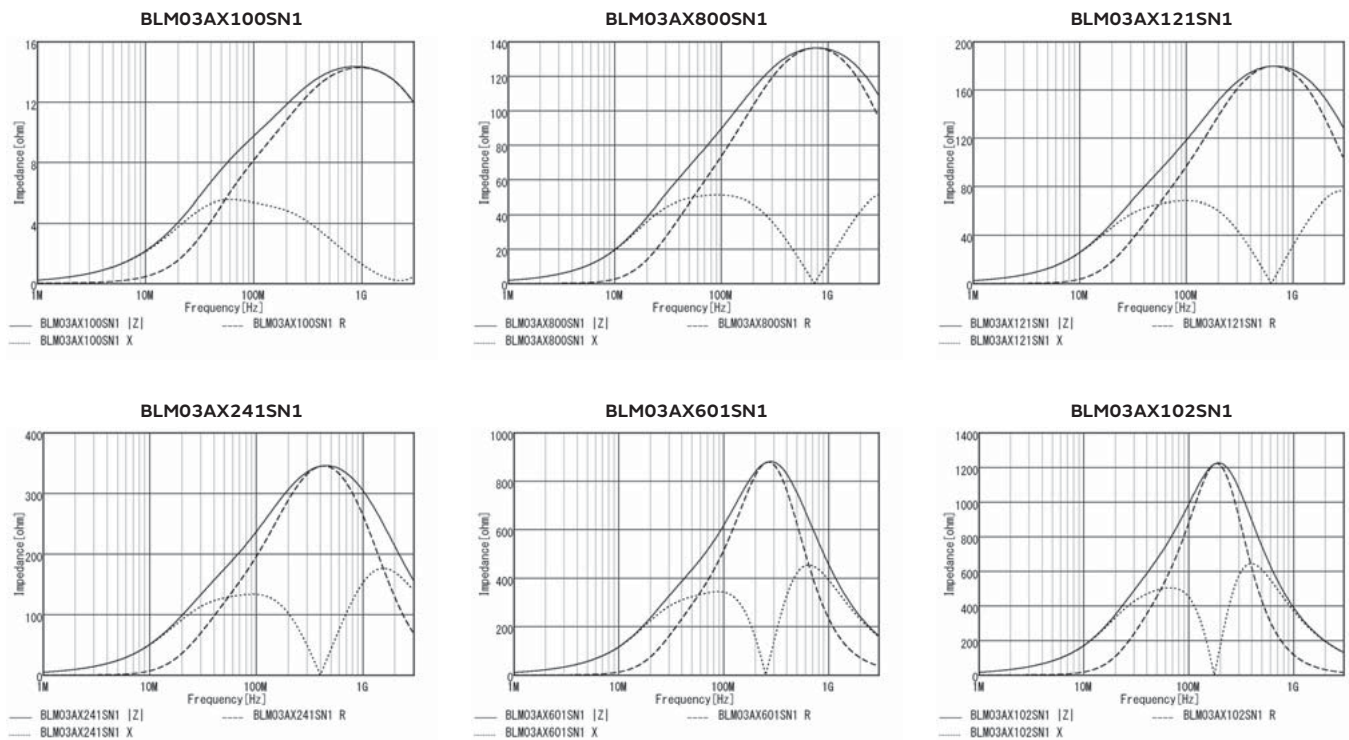 BLM03AX100SN1
16
12
8
4
0
Impedance[ohm]
1M 10M 100M 1G
Frequency[Hz]
BLM03AX100SN1 |Z| BLM03AX100SN1 R
BLM03AX100SN1 X
BLM03AX800SN1
140
120
100
80
60
40
20
0
Impedance[ohm]
1M 10M 100M 1G
Frequency[Hz]
BLM03AX800SN1 |Z| BLM03AX800SN1 R
BLM03AX800SN1 X
BLM03AX121SN1
200
160
120
80
40
0
Impedance[ohm]
1M 10M 100M 1G
Frequency[Hz]
BLM03AX121SN1 |Z| BLM03AX121SN1 R
BLM03AX121SN1 X
BLM03AX241SN1
400
300
200
100
0
Impedance[ohm]
1M 10M 100M 1G
Frequency[Hz]
BLM03AX241SN1 |Z| BLM03AX241SN1 R
BLM03AX241SN1 X
BLM03AX601SN1
1000
800
600
400
200
0
Impedance[ohm]
1M 10M 100M 1G
Frequency[Hz]
BLM03AX601SN1 |Z| BLM03AX601SN1 R
BLM03AX601SN1 X
BLM03AX102SN1
1400
1200
1000
800
600
400
200
0
Impedance[ohm]
1M 10M 100M 1G
Frequency[Hz]
BLM03AX102SN1 |Z| BLM03AX102SN1 R
BLM03AX102SN1 X